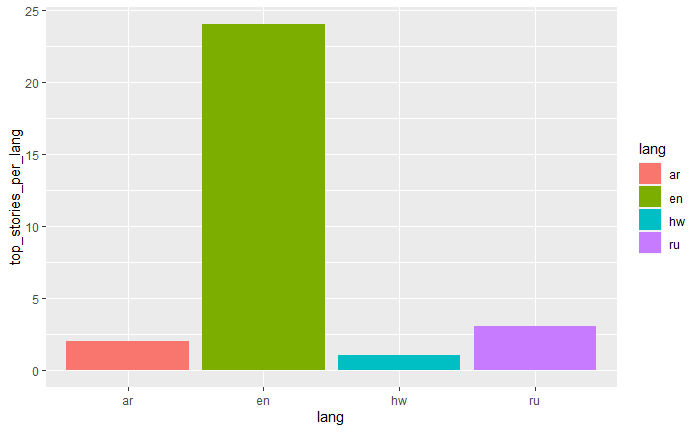 top_stories_per_lang
25
20
15
10
5
0
ar en hw ru
lang
lang
ar
en
hw
ru